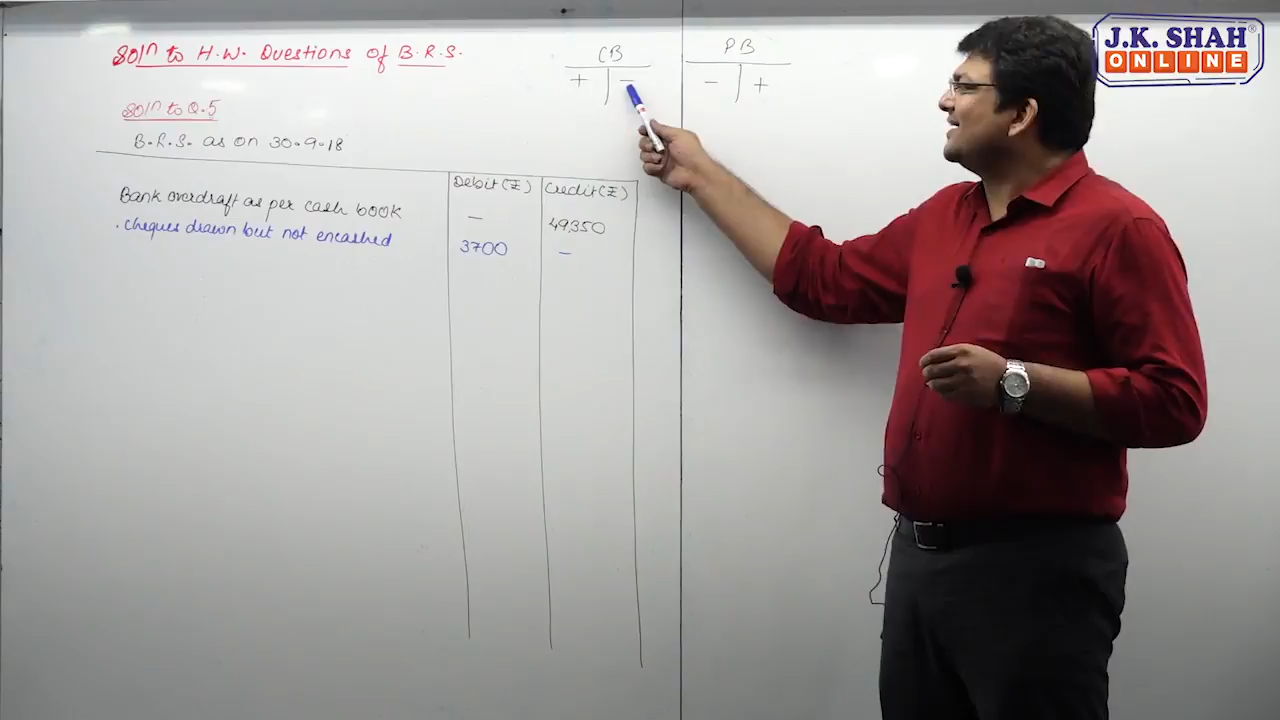 Soln to H.W. Questions of B.R.S.
CB
PB
+ -
- +
J.K. SHAH
ONLINE
Soln to Q.5
B.R.S. as on 30.9.18
Debit (₹) Credit (₹)
Bank overdraft as per cash book - 49,350
. cheques drawn but not encashed 3700 -